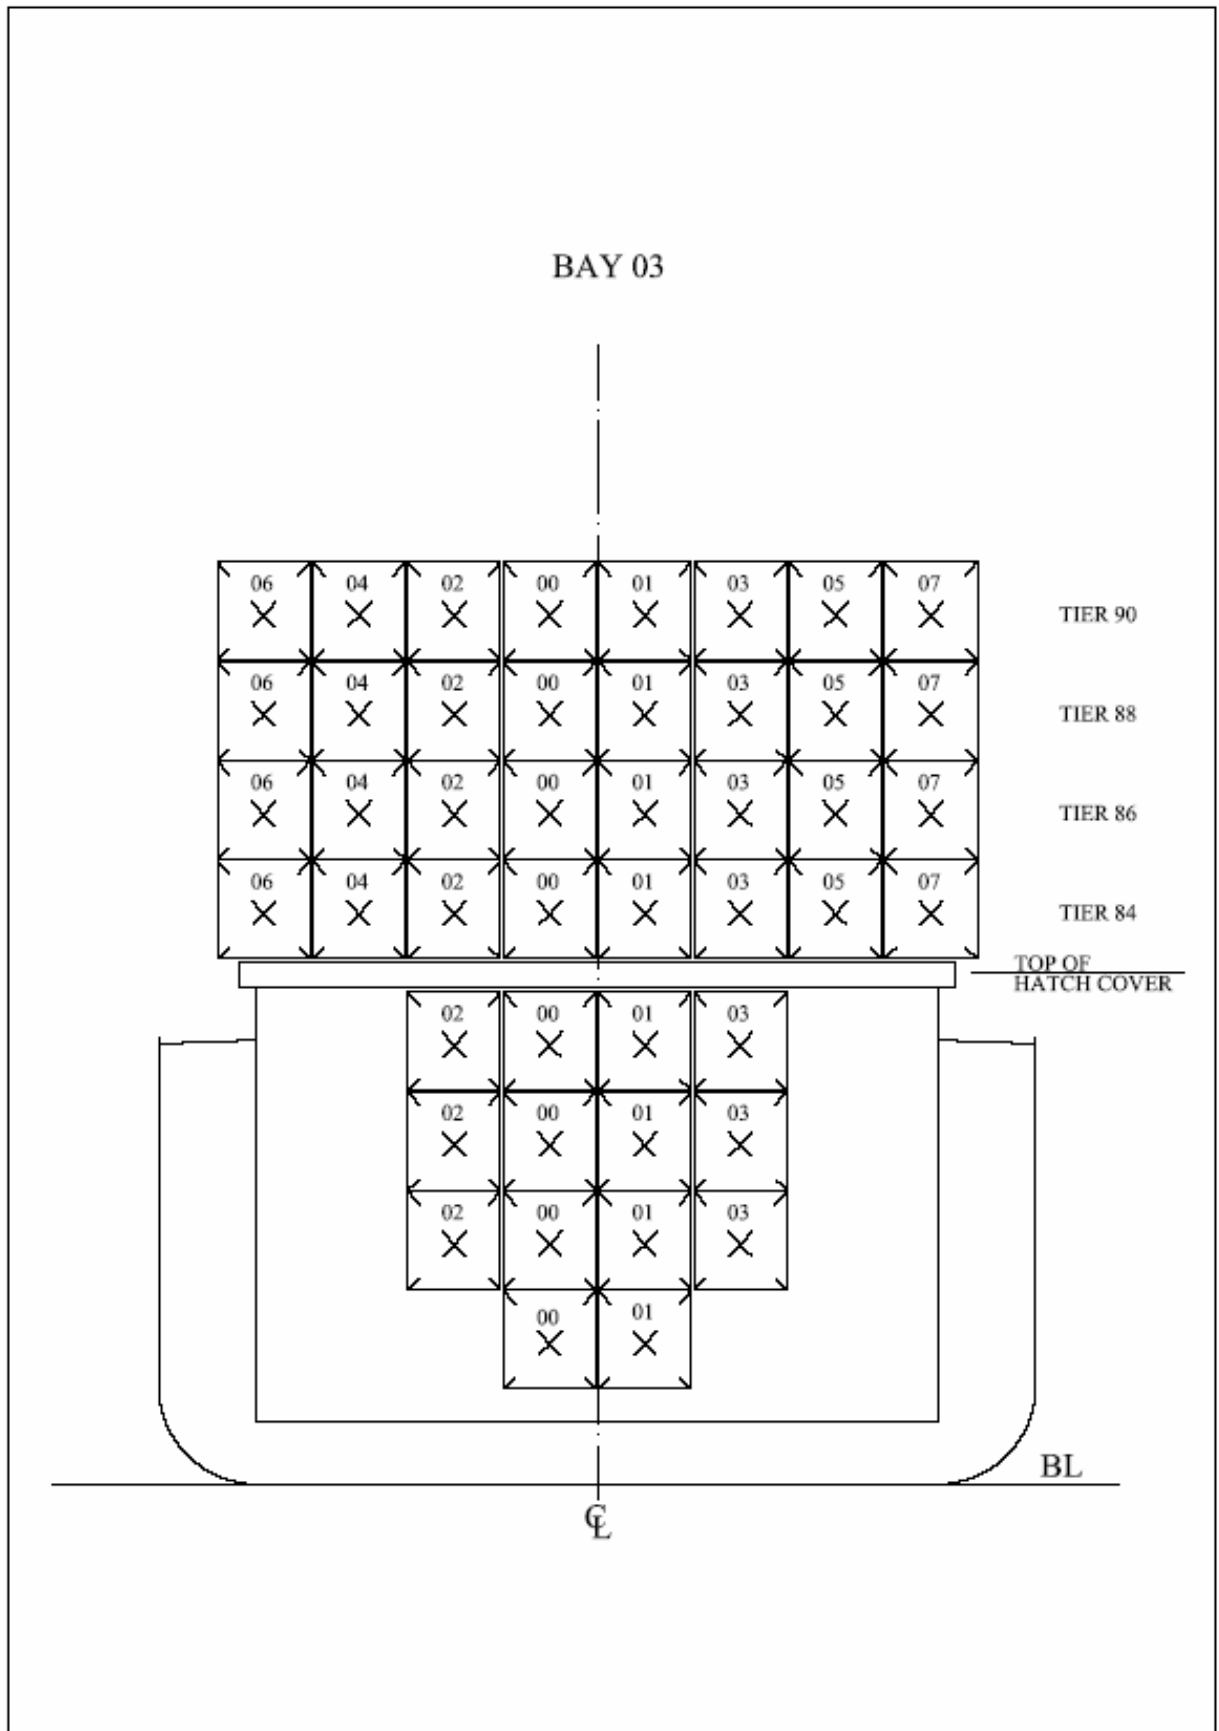 BAY 03
06 04 02 00 01 03 05 07 TIER 90
06 04 02 00 01 03 05 07 TIER 88
06 04 02 00 01 03 05 07 TIER 86
06 04 02 00 01 03 05 07 TIER 84
TOP OF
HATCH COVER
02 00 01 03
02 00 01 03
02 00 01 03
00 01
BL
℄